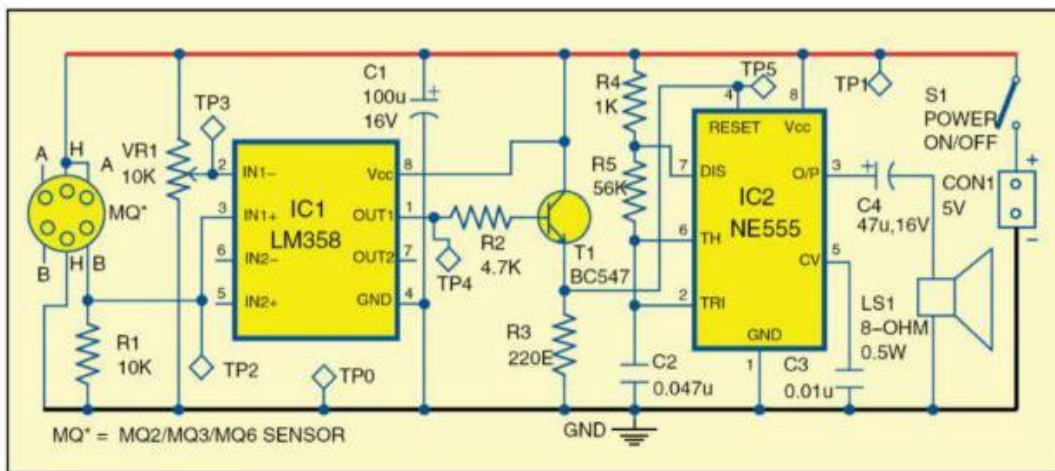 C1
100u
16V
TP3
VR1
10K
A
H
A
MQ*
B
H
B
R1
10K
TP2
TP0
2
IN1-
3
IN1+
6
IN2-
5
IN2+
IC1
LM358
Vcc
8
OUT1
1
OUT2
7
GND
4
R2
4.7K
TP4
T1
BC547
R3
220E
R4
1K
R5
56K
C2
0.047u
GND
TP5
4
RESET
8
Vcc
7
DIS
6
TH
2
TRI
IC2
NE555
O/P
3
CV
5
GND
1
C3
0.01u
C4
47u,16V
LS1
8-OHM
0.5W
TP1
S1
POWER
ON/OFF
+
CON1
5V
-
MQ* = MQ2/MQ3/MQ6 SENSOR